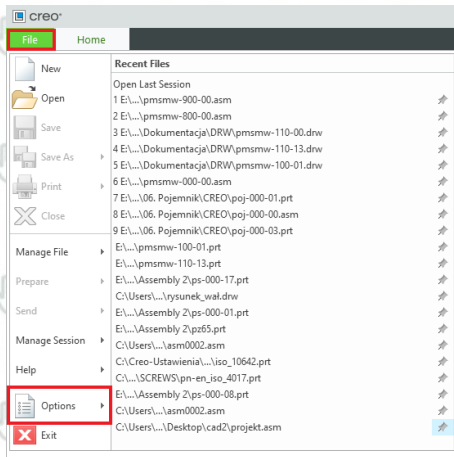 creo
File Home
New
Open
Save
Save As
Print
Close
Manage File
Prepare
Send
Manage Session
Help
Options
Exit
Recent Files
Open Last Session
1 E:\...\pmsmw-900-00.asm
2 E:\...\pmsmw-800-00.asm
3 E:\...\Dokumentacja\DRW\pmsmw-110-00.drw
4 E:\...\Dokumentacja\DRW\pmsmw-110-13.drw
5 E:\...\Dokumentacja\DRW\pmsmw-100-01.drw
6 E:\...\pmsmw-000-00.asm
7 E:\...\06. Pojemnik\CREO\poj-000-01.prt
8 E:\...\06. Pojemnik\CREO\poj-000-00.asm
9 E:\...\06. Pojemnik\CREO\poj-000-03.prt
E:\...\pmsmw-100-01.prt
E:\...\pmsmw-110-13.prt
E:\...\Assembly 2\ps-000-17.prt
C:\Users\...\rysunek_wał.drw
E:\...\Assembly 2\ps-000-01.prt
E:\...\Assembly 2\pz65.prt
C:\Users\...\asm0002.asm
C:\Creo-Ustawienia\...\iso_10642.prt
C:\...\SCREWS\pn-en_iso_4017.prt
E:\...\Assembly 2\ps-000-08.prt
C:\Users\...\asm0002.asm
C:\Users\...\Desktop\cad2\projekt.asm